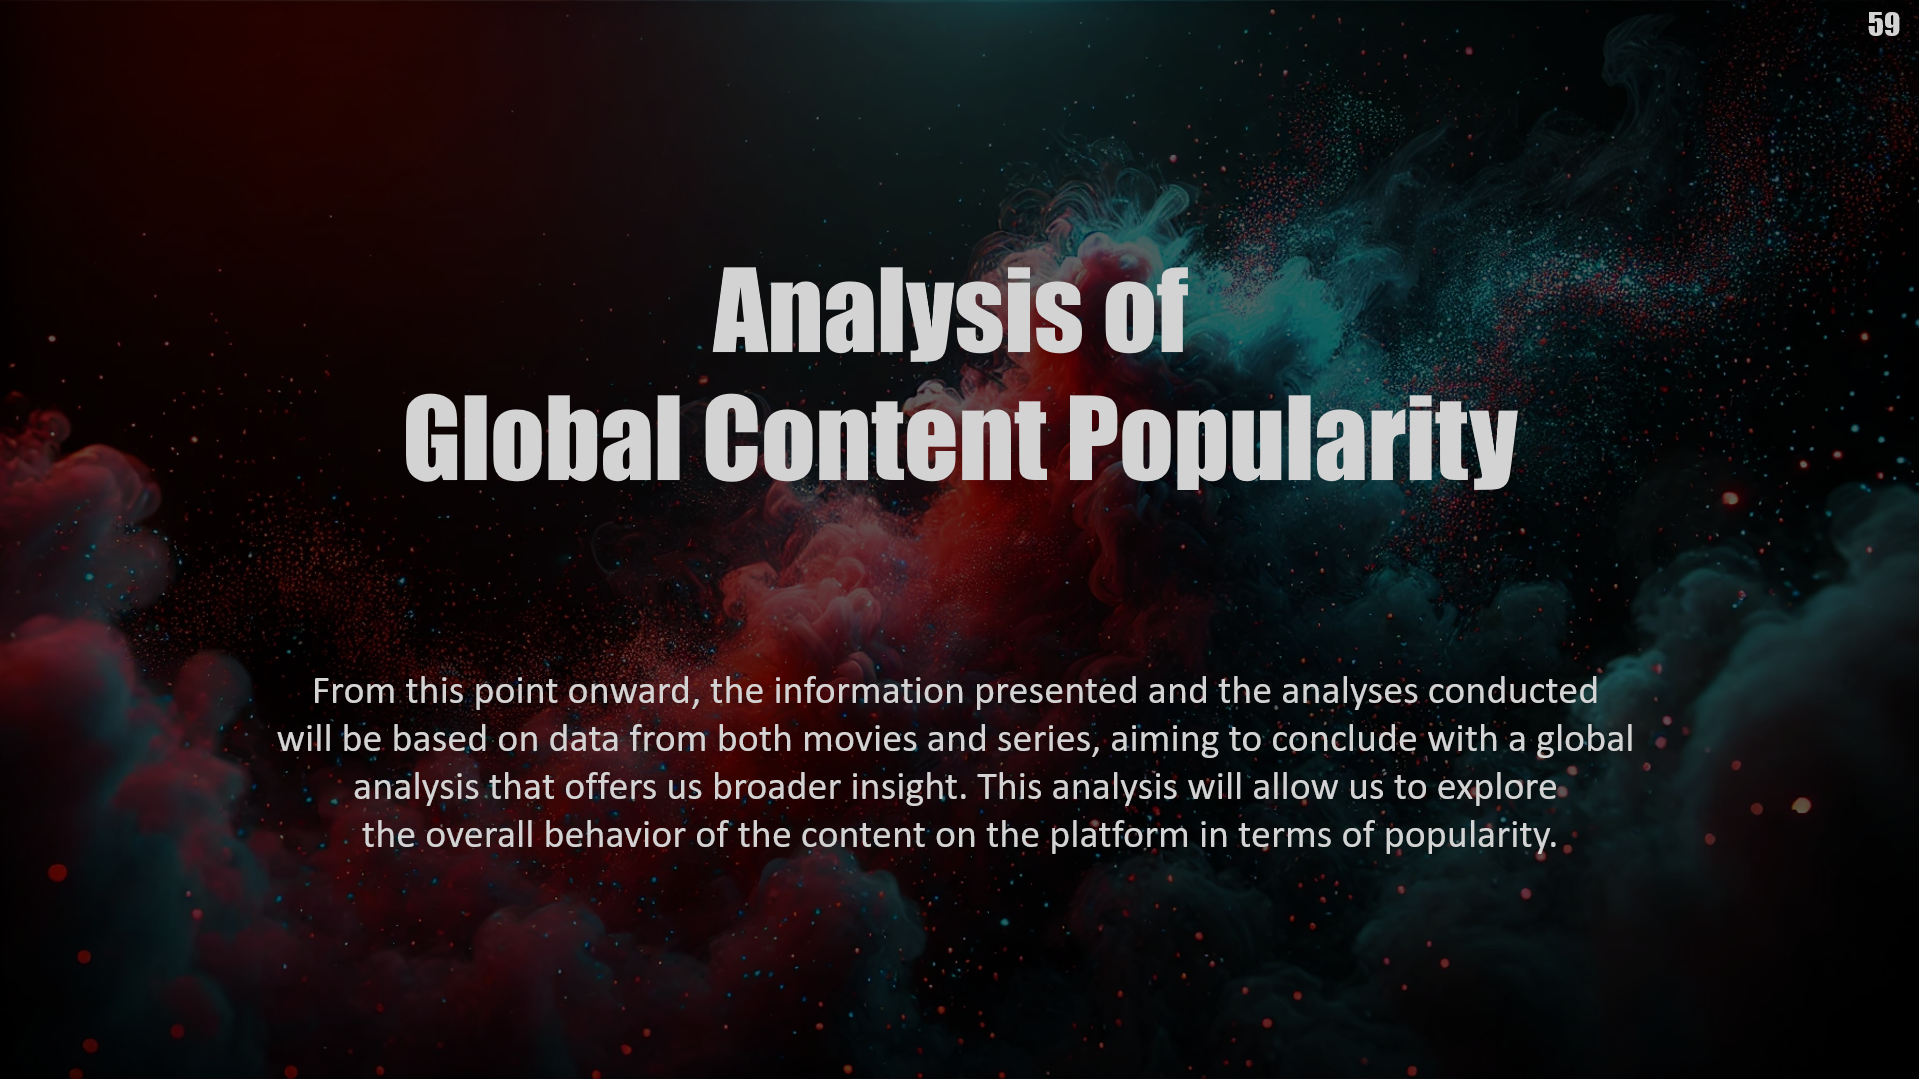 59
Analysis of
Global Content Popularity
From this point onward, the information presented and the analyses conducted
will be based on data from both movies and series, aiming to conclude with a global
analysis that offers us broader insight. This analysis will allow us to explore
the overall behavior of the content on the platform in terms of popularity.